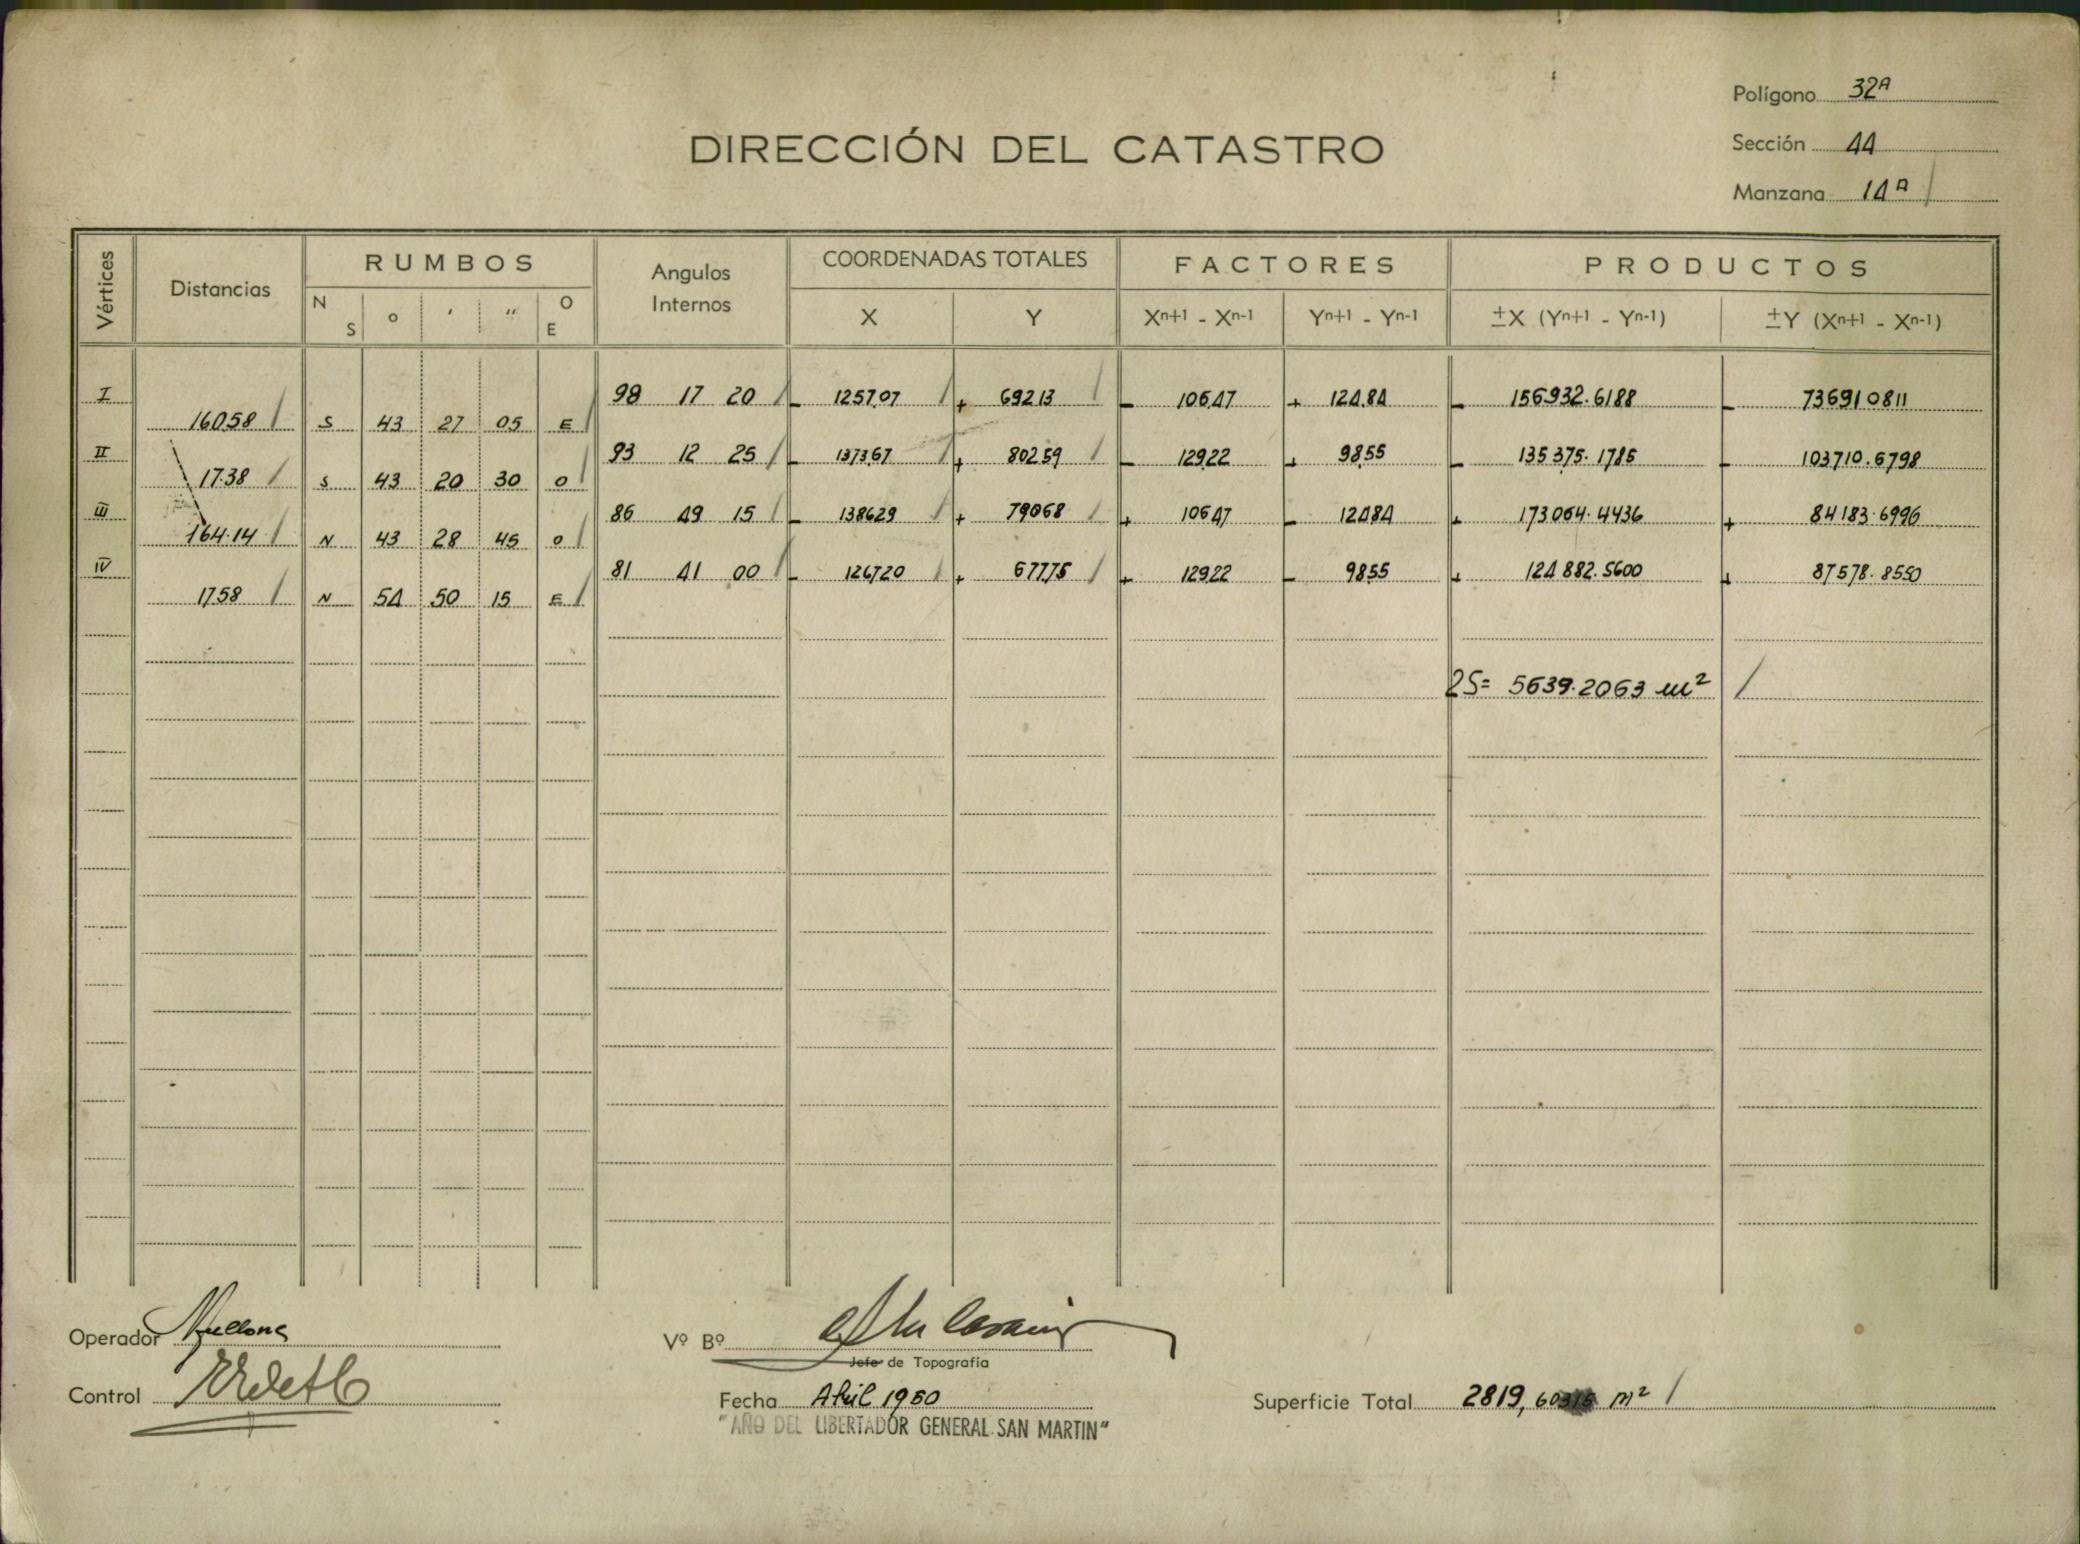 Polígono 32A
Sección 44
Manzana 14A
DIRECCIÓN DEL CATASTRO
Vértices Distancias RUMBOS Angulos Internos COORDENADAS TOTALES FACTORES PRODUCTOS
N S o ' " O E X Y Xn+1 - Xn-1 Yn+1 - Yn-1 ±X (Yn+1 - Yn-1) ±Y (Xn+1 - Xn-1)
I 98 17 20 - 1257.07 + 692.13 - 106.47 + 124.84 - 156932.6188 - 73691.0811
160.58 S 43 27 05 E
II 93 12 25 - 1373.67 + 802.59 - 129.22 + 98.55 - 135375.1785 - 103710.6798
17.38 S 43 20 30 O
III 86 49 15 - 1386.29 + 790.68 + 106.47 - 124.84 + 173064.4436 + 84183.6996
164.14 N 43 28 45 O
IV 81 41 00 - 1267.20 + 677.75 + 129.22 - 98.55 + 124882.5600 + 87578.8550
17.58 N 54 50 15 E
2S= 5639.2063 m²
Operador
Vº Bº
Jefe de Topografía
Control
Fecha Abril 1950
Superficie Total 2819, 60315 m²
"AÑO DEL LIBERTADOR GENERAL SAN MARTIN"